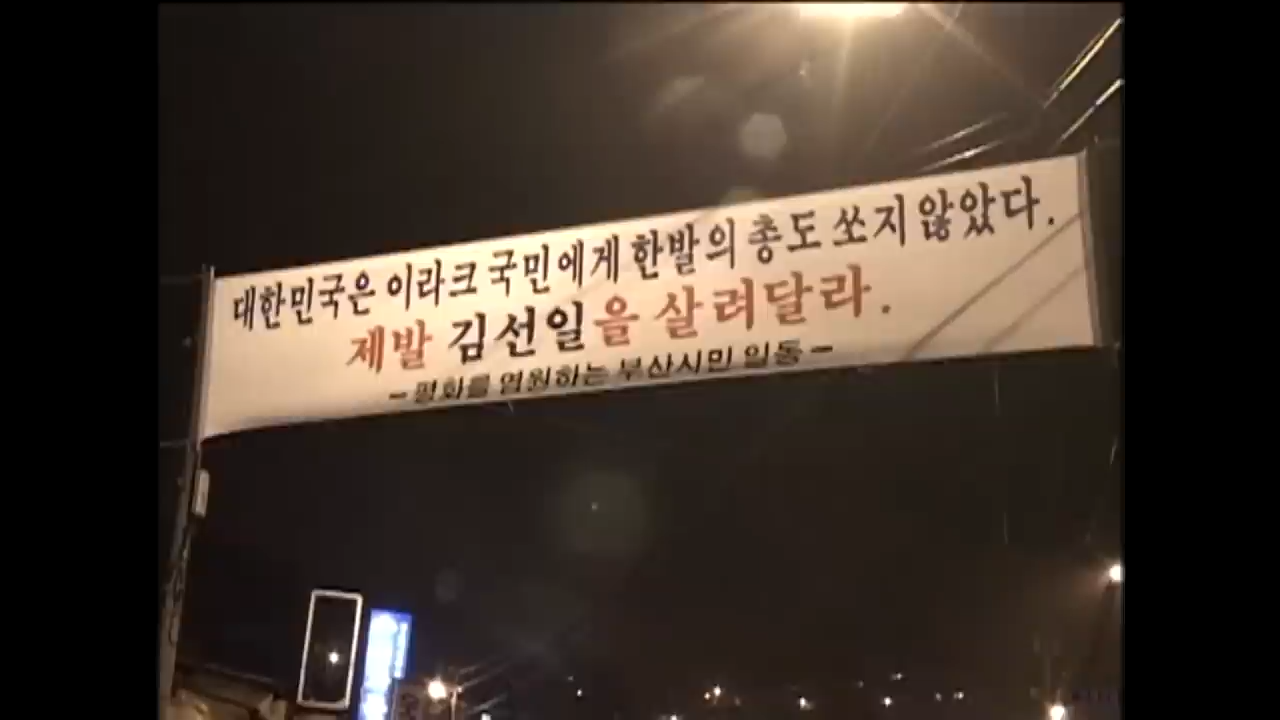 대한민국은 이라크 국민에게 한발의 총도 쏘지 않았다.
제발 김선일을 살려달라.
- 평화를 염원하는 부산시민 일동 -